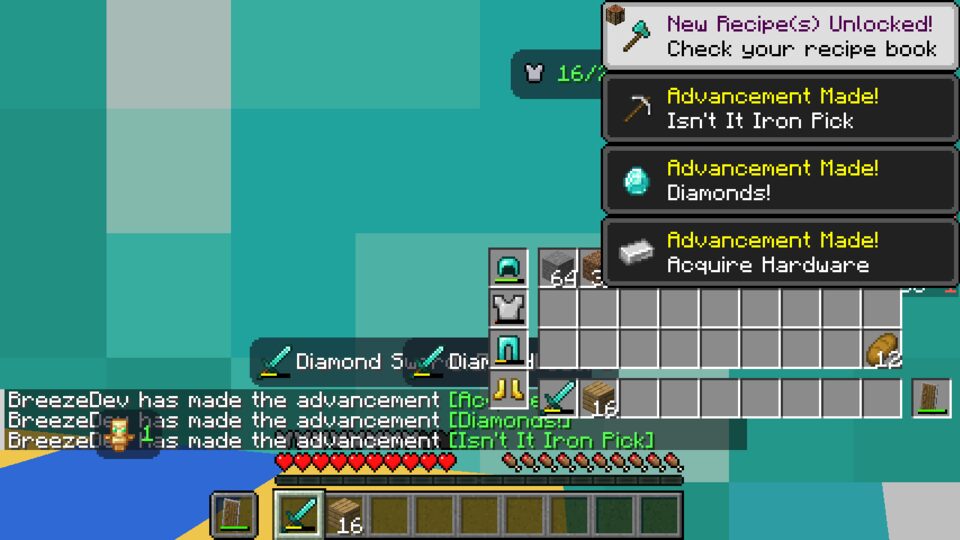 New Recipe(s) Unlocked!
Check your recipe book
16/
Advancement Made!
Isn't It Iron Pick
Advancement Made!
Diamonds!
Advancement Made!
Acquire Hardware
64
12
Diamond
BreezeDev has made the advancement
16
BreezeDev has made the advancement [Diamonds!]
1
has made the advancement [Isn't It Iron Pick]
16